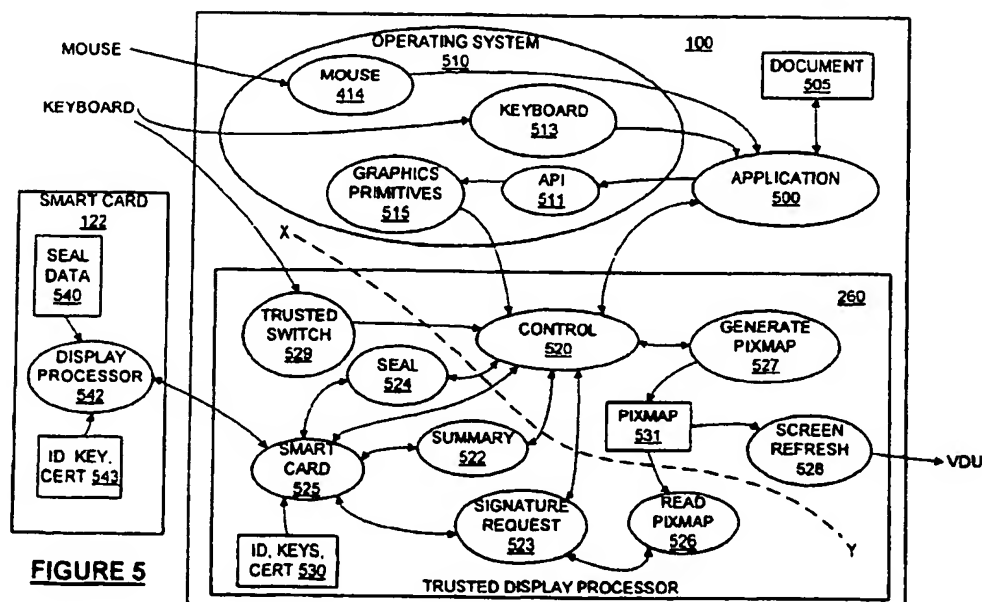 MOUSE
KEYBOARD
OPERATING SYSTEM
510
100
MOUSE
414
KEYBOARD
513
DOCUMENT
505
GRAPHICS
PRIMITIVES
515
API
511
APPLICATION
500
SMART CARD
122
SEAL
DATA
540
DISPLAY
PROCESSOR
542
ID KEY,
CERT 543
X
260
TRUSTED
SWITCH
529
CONTROL
520
GENERATE
PIXMAP
527
SEAL
524
PIXMAP
531
SCREEN
REFRESH
528
VDU
SMART
CARD
525
SUMMARY
522
SIGNATURE
REQUEST
523
READ
PIXMAP
526
Y
ID, KEYS,
CERT 530
TRUSTED DISPLAY PROCESSOR
FIGURE 5